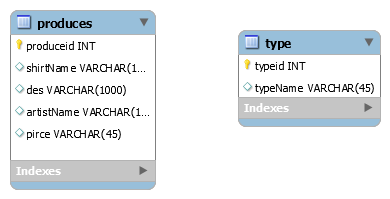 produces
produceid INT
shirtName VARCHAR(1...
des VARCHAR(1000)
artistName VARCHAR(1...
pirce VARCHAR(45)
Indexes
type
typeid INT
typeName VARCHAR(45)
Indexes